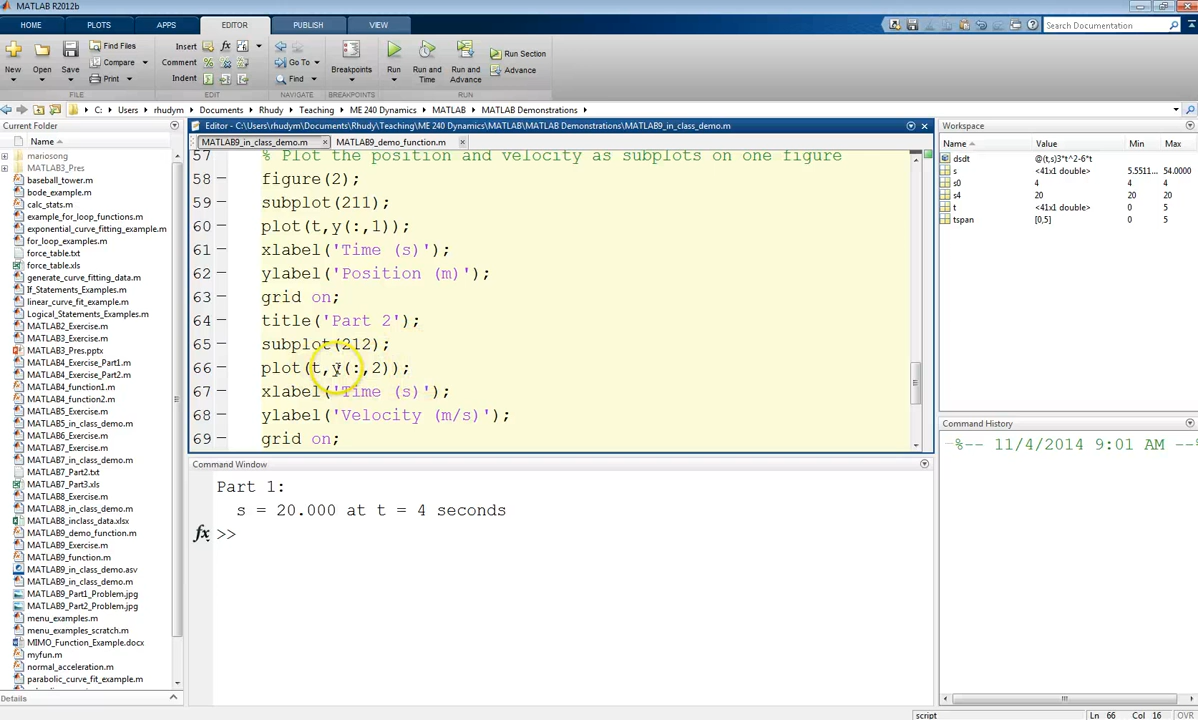 MATLAB R2012b
HOME PLOTS APPS EDITOR PUBLISH VIEW
Search Documentation
New Open Save
Find Files
Compare
Print
FILE
Insert
Comment
Indent
EDIT
Go To
Find
NAVIGATE
Breakpoints
BREAKPOINTS
Run
Run and Time
Run and Advance
Run Section
Advance
RUN
C: Users rhudym Documents Rhudy Teaching ME 240 Dynamics MATLAB MATLAB Demonstrations
Current Folder
Name
mariosong
MATLAB3_Pres
baseball_tower.m
bode_example.m
calc_stats.m
example_for_loop_functions.m
exponential_curve_fitting_example.m
for_loop_examples.m
force_table.txt
force_table.xls
generate_curve_fitting_data.m
If_Statements_Example.m
linear_curve_fit_example.m
Logical_Statements_Example.m
MATLAB2_Exercise.m
MATLAB3_Exercise.m
MATLAB3_Pres.pptx
MATLAB4_Exercise_Part1.m
MATLAB4_Exercise_Part2.m
MATLAB4_function1.m
MATLAB4_function2.m
MATLAB5_in_class_demo.m
MATLAB6_Exercise.m
MATLAB7_Exercise.m
MATLAB7_in_class_demo.m
MATLAB7_Part2.txt
MATLAB7_Part3.xls
MATLAB8_Exercise.m
MATLAB8_in_class_demo.m
MATLAB8_inclass_data.xlsx
MATLAB9_demo_function.m
MATLAB9_Exercise.m
MATLAB9_function.m
MATLAB9_in_class_demo.asv
MATLAB9_in_class_demo.m
MATLAB9_Part1_Problem.jpg
MATLAB9_Part2_Problem.jpg
menu_examples.m
menu_examples_scratch.m
MIMO_Function_Example.docx
myfun.m
normal_acceleration.m
parabolic_curve_fit_example.m
Details
Editor - C:\Users\rhudym\Documents\Rhudy\Teaching\ME 240 Dynamics\MATLAB\MATLAB Demonstrations\MATLAB9_in_class_demo.m
MATLAB9_in_class_demo.m MATLAB9_demo_function.m
57 % Plot the position and velocity as subplots on one figure
58 figure(2);
59 subplot(211);
60 plot(t,y(:,1));
61 xlabel('Time (s)');
62 ylabel('Position (m)');
63 grid on;
64 title('Part 2');
65 subplot(212);
66 plot(t,y(:,2));
67 xlabel('Time (s)');
68 ylabel('Velocity (m/s)');
69 grid on;
Command Window
Part 1:
s = 20.000 at t = 4 seconds
fx >>
Workspace
Name Value Min Max
dsdt @(t,s)3*t^2-6*t
s <41x1 double> 5.5511... 54.0000
s0 4 4 4
s4 20 20 20
t <41x1 double> 0 5
tspan [0,5] 0 5
Command History
%-- 11/4/2014 9:01 AM --%
script Ln 66 Col 16 OVR